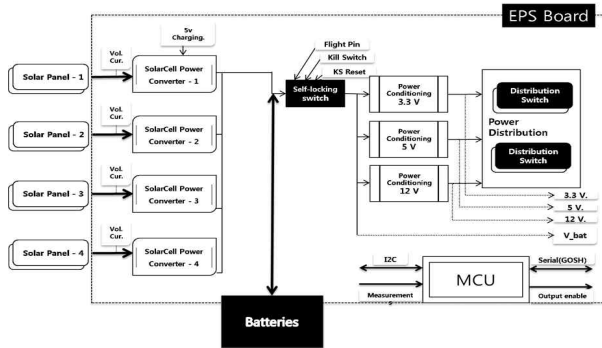 EPS Board
5v
Charging.
Flight Pin
Kill Switch
KS Reset
Vol.
Cur.
Solar Panel - 1
SolarCell Power
Converter - 1
Self-locking
switch
Power
Conditioning
3.3 V
Distribution
Switch
Vol.
Cur.
Solar Panel - 2
SolarCell Power
Converter - 2
Power
Conditioning
5 V
Power
Distribution
Distribution
Switch
Vol.
Cur.
Solar Panel - 3
SolarCell Power
Converter - 3
Power
Conditioning
12 V
3.3 V.
5 V.
12 V.
V_bat
Vol.
Cur.
Solar Panel - 4
SolarCell Power
Converter - 4
I2C
MCU
Serial(GOSH)
Measurement
s
Output enable
Batteries